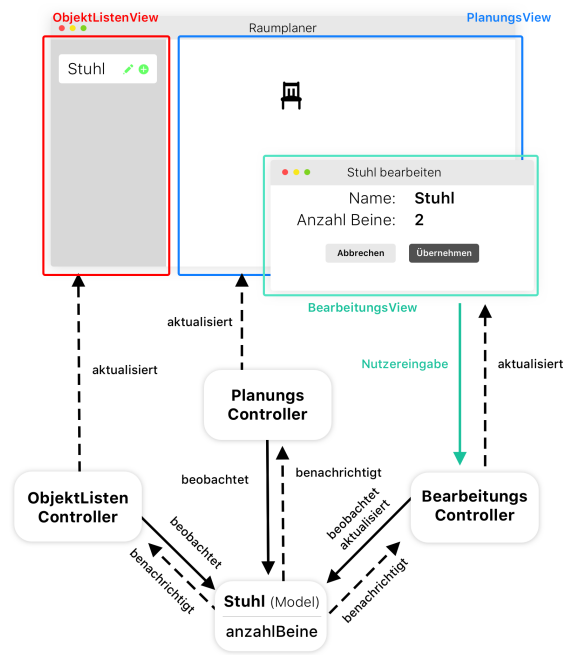 ObjektListenView
PlanungsView
Raumplaner
Stuhl
Stuhl bearbeiten
Name: Stuhl
Anzahl Beine: 2
Abbrechen
Übernehmen
BearbeitungsView
aktualisiert
aktualisiert
Nutzereingabe
aktualisiert
Planungs
Controller
beobachtet
benachrichtigt
ObjektListen
Controller
Bearbeitungs
Controller
beobachtet
benachrichtigt
beobachtet
aktualisiert
benachrichtigt
Stuhl (Model)
anzahlBeine